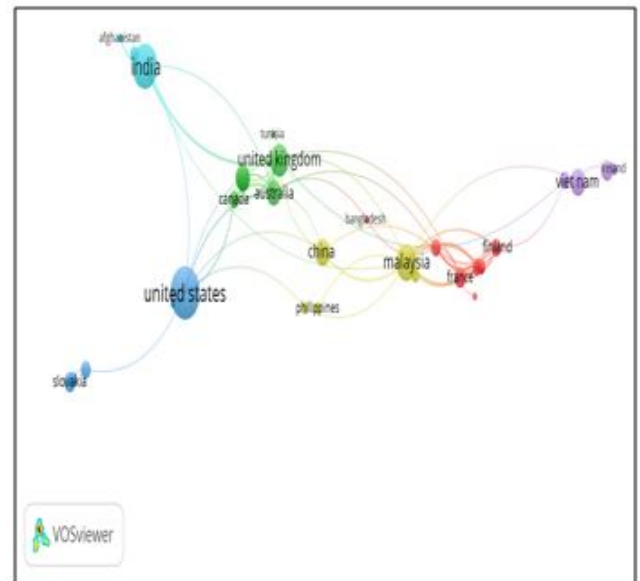 afghanistan
india
tunisia
united kingdom
canada
australia
bangladesh
china
malaysia
finland
france
viet nam
united states
philippines
slovakia
VOSviewer